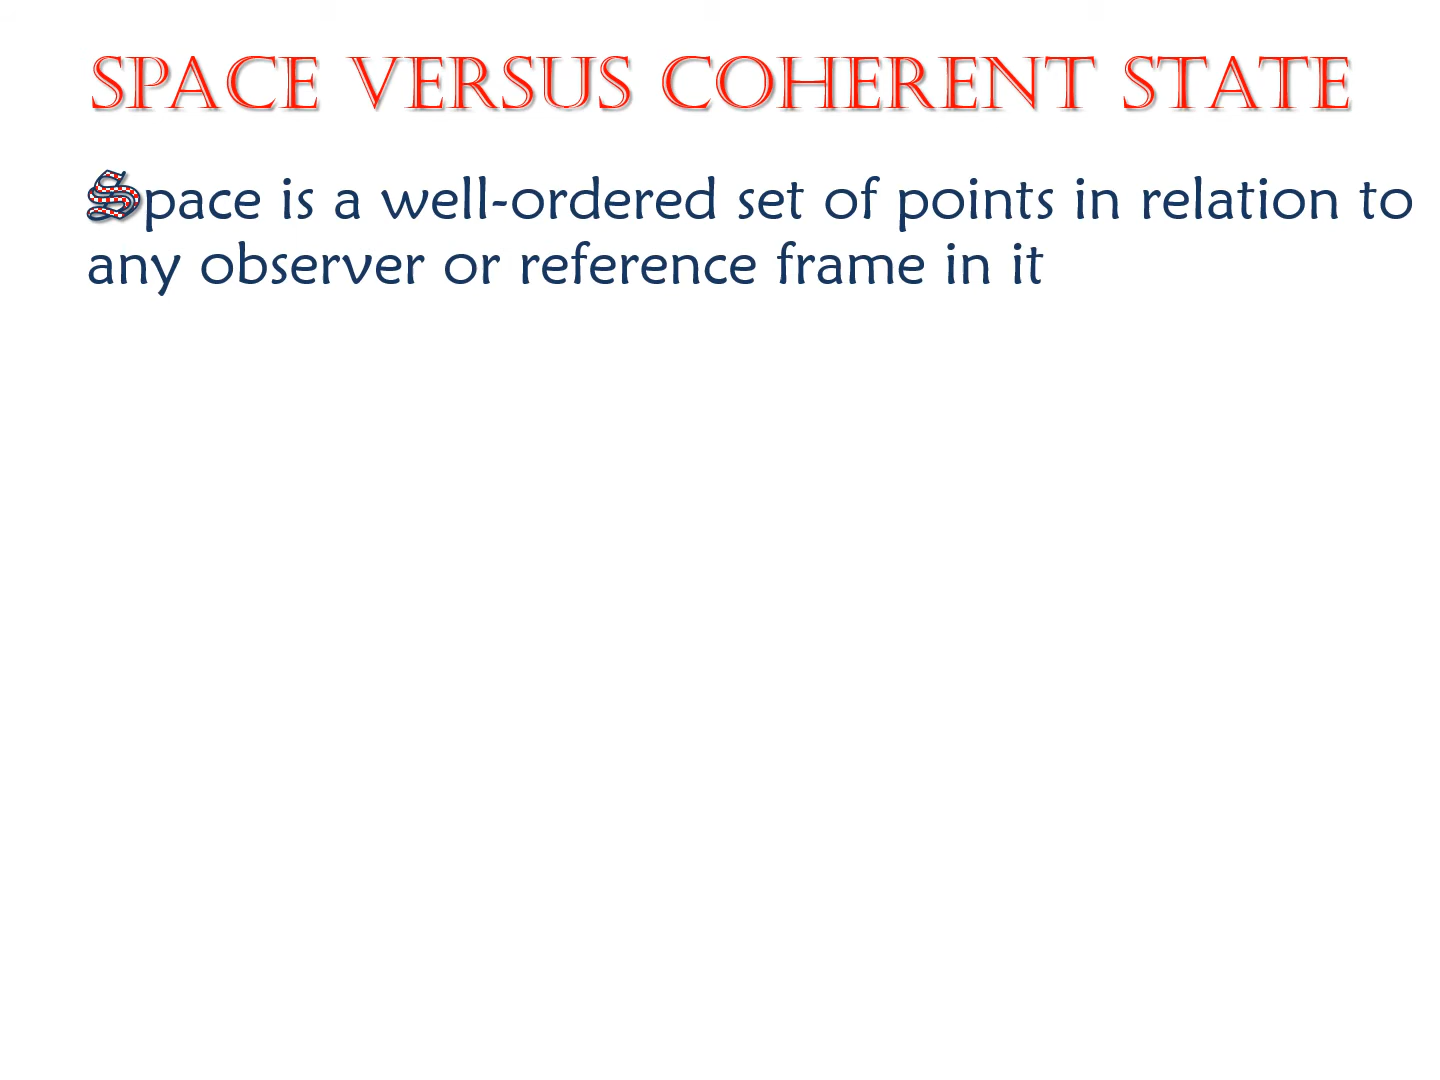 SPACE VERSUS COHERENT STATE
Space is a well-ordered set of points in relation to
any observer or reference frame in it